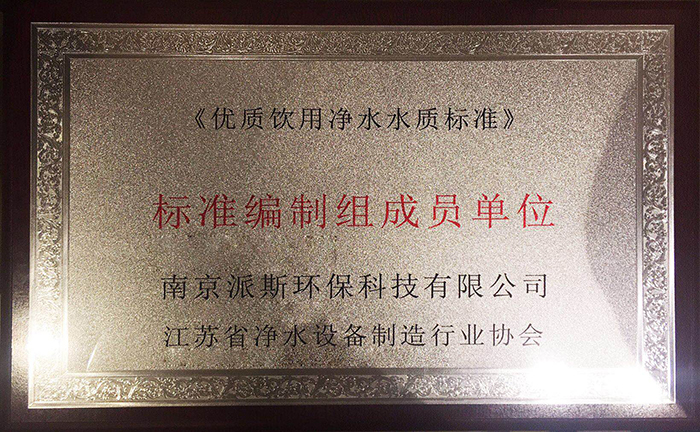 《优质饮用净水水质标准》
标准编制组成员单位
南京派斯环保科技有限公司
江苏省净水设备制造行业协会